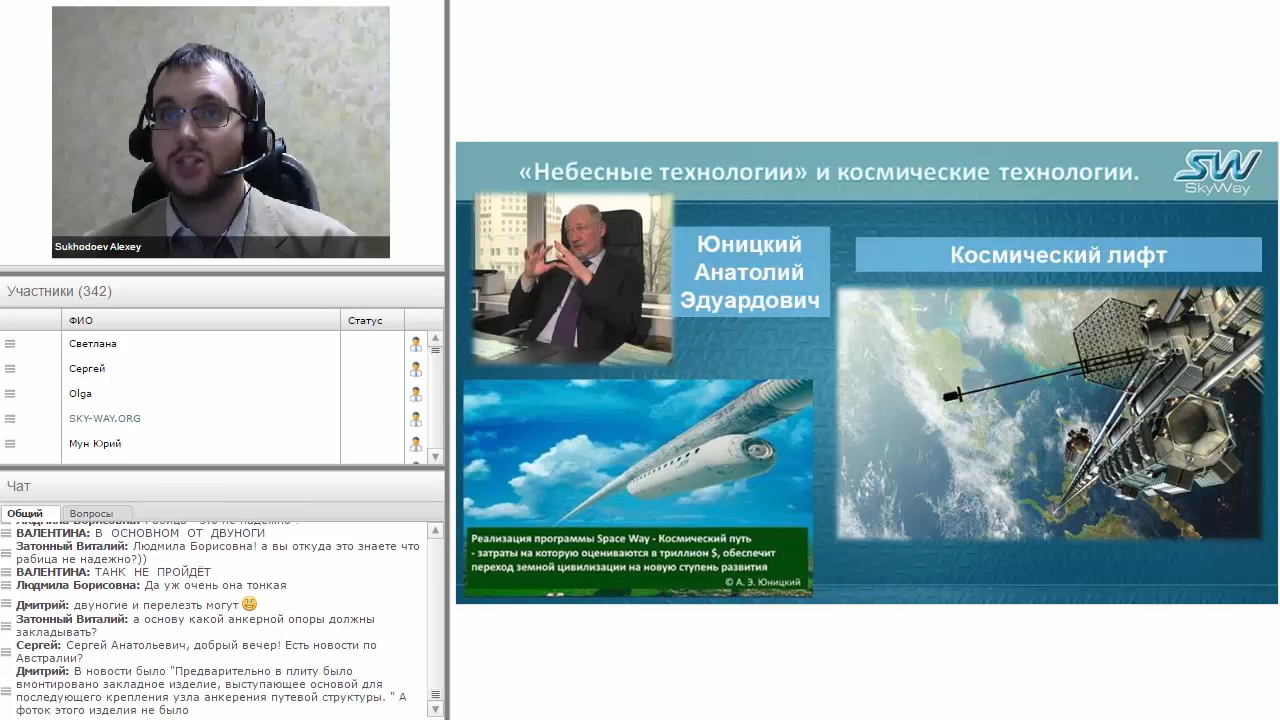 Sukhodoev Alexey
Участники (342)
ФИО
Статус
Светлана
Сергей
Olga
SKY-WAY.ORG
Мун Юрий
Чат
Общий
Вопросы
ВАЛЕНТИНА: В ОСНОВНОМ ОТ ДВУНОГИ
Затонный Виталий: Людмила Борисовна! а вы откуда это знаете что
рабица не надежно?))
ВАЛЕНТИНА: ТАНК НЕ ПРОЙДЁТ
Людмила Борисовна: Да уж очень она тонкая
Дмитрий: двуногие и перелезть могут
Затонный Виталий: а основу какой анкерной опоры должны
закладывать?
Сергей: Сергей Анатольевич, добрый вечер! Есть новости по
Австралии?
Дмитрий: В новости было "Предварительно в плиту было
вмонтировано закладное изделие, выступающее основой для
последующего крепления узла анкерения путевой структуры. " А
фоток этого изделия не было
«Небесные технологии» и космические технологии.
SW
SkyWay
Юницкий
Анатолий
Эдуардович
Космический лифт
Реализация программы Space Way - Космический путь
- затраты на которую оцениваются в триллион $, обеспечит
переход земной цивилизации на новую ступень развития
© А. Э. Юницкий